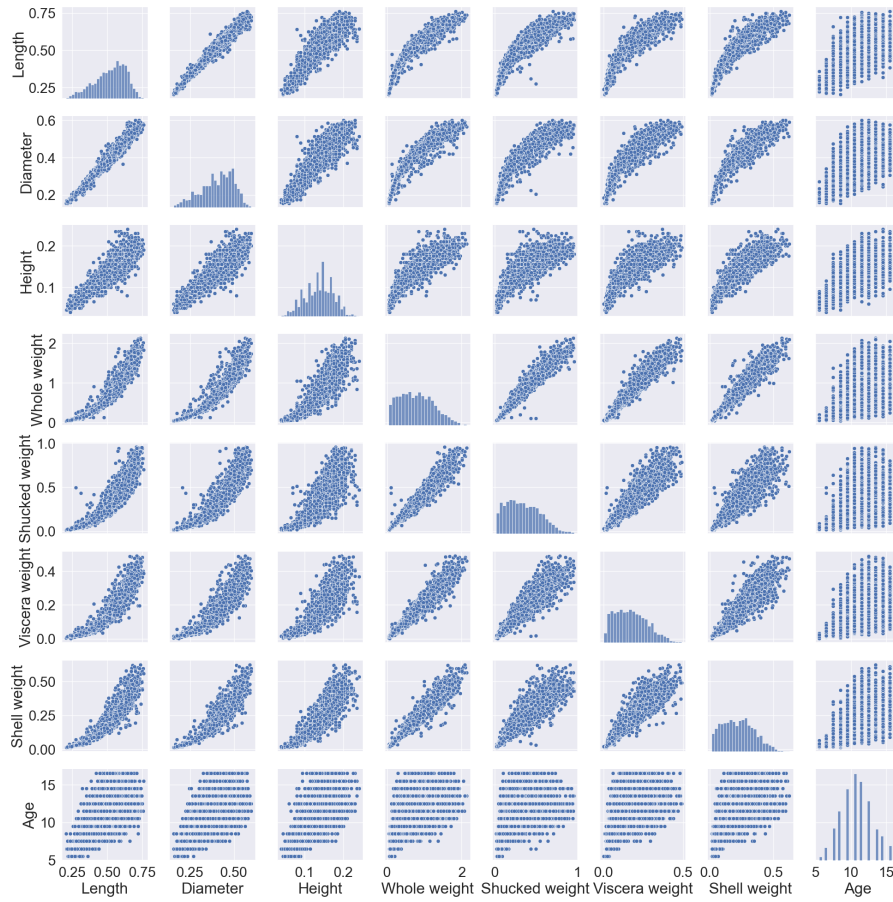 0.75
0.50
0.25
Length
0.6
0.4
0.2
Diameter
0.2
0.1
Height
2
1
0
Whole weight
1.0
0.5
0.0
Shucked weight
0.4
0.2
0.0
Viscera weight
0.50
0.25
0.00
Shell weight
15
10
5
Age
0.25 0.50 0.75
0.25 0.50
0.1 0.2
0 2
0 1
0.0 0.5
0.0 0.5
5 10 15
Length
Diameter
Height
Whole weight
Shucked weight
Viscera weight
Shell weight
Age